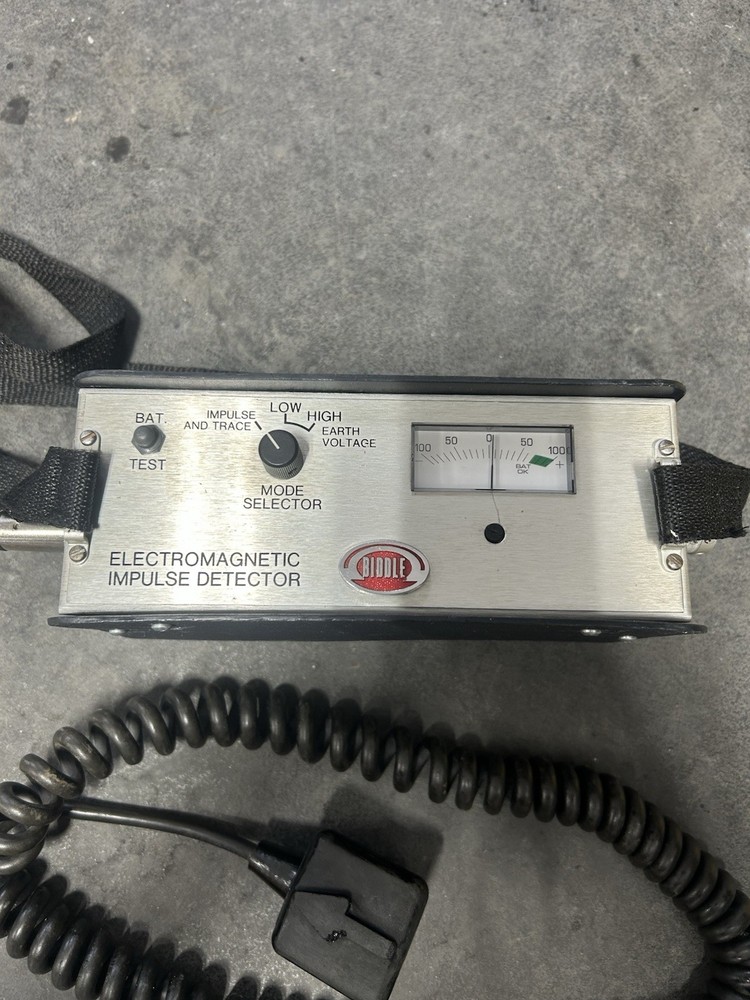 BAT.
TEST
IMPULSE
AND TRACE
LOW
HIGH
EARTH
VOLTAGE
MODE
SELECTOR
100 50 0 50 100
BAT
OK
+
ELECTROMAGNETIC
IMPULSE DETECTOR
BIDDLE